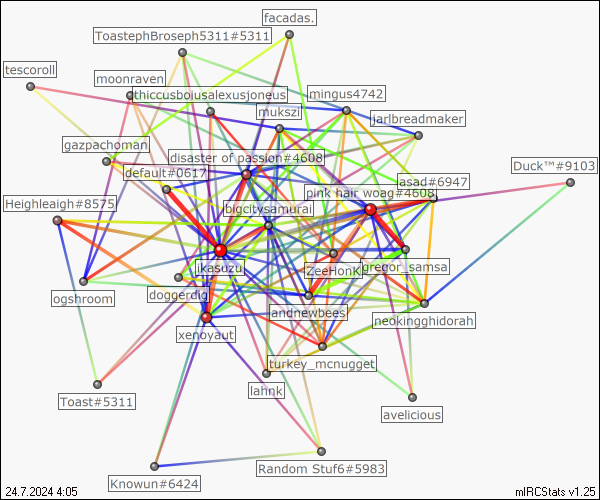 facadas.
ToastephBroseph5311#5311
tescoroll
moonraven
thiccusboiusalexusjoneus
mingus4742
mukszi
jarlbreadmaker
gazpachoman
disaster of passion#4608
Duck™#9103
default#0617
lasad#6947
pink hair woag#4608
Heighleaigh#8575
bigcitysamurai
jkasuzu
ZeeHonK
gregor_samsa
ogshroom
doggerdig
andnewbees
neokingghidorah
xenoyaut
turkey_mcnugget
lahnk
Toast#5311
avelicious
Random Stuf6#5983
Knowun#6424
24.7.2024 4:05
mIRCStats v1.25